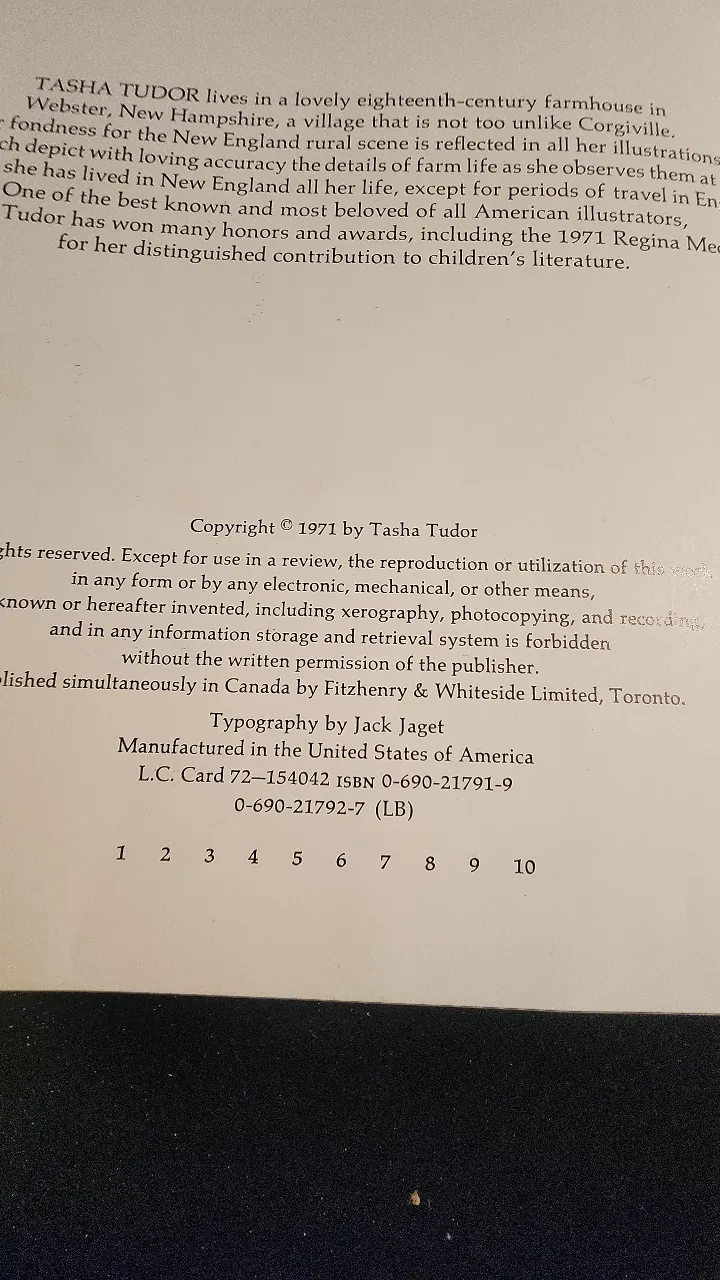 TASHA TUDOR lives in a lovely eighteenth-century farmhouse in
Webster, New Hampshire, a village that is not too unlike Corgiville.
fondness for the New England rural scene is reflected in all her illustrations
depict with loving accuracy the details of farm life as she observes them at
she has lived in New England all her life, except for periods of travel in En-
One of the best known and most beloved of all American illustrators,
Tudor has won many honors and awards, including the 1971 Regina
for her distinguished contribution to children's literature.
Copyright © 1971 by Tasha Tudor
reserved. Except for use in a review, the reproduction or utilization of this work,
in any form or by any electronic, mechanical, or other means,
known or hereafter invented, including xerography, photocopying, and recording,
and in any information storage and retrieval system is forbidden
without the written permission of the publisher.
simultaneously in Canada by Fitzhenry & Whiteside Limited, Toronto.
Typography by Jack Jaget
Manufactured in the United States of America
L.C. Card 72—154042 ISBN 0-690-21791-9
0-690-21792-7 (LB)
1 2 3 4 5 6 7 8 9 10